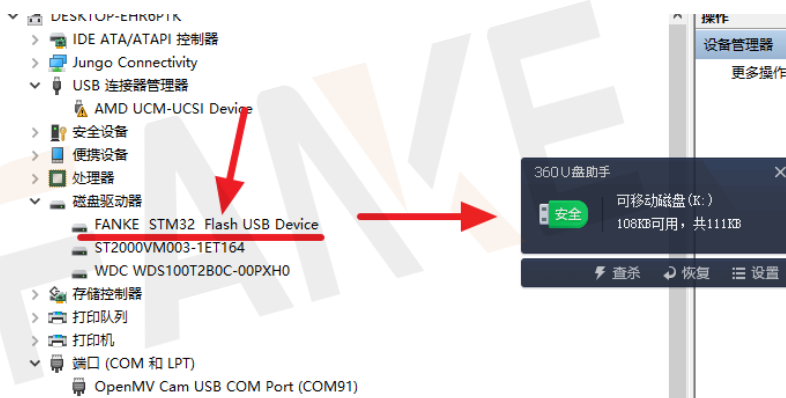 DESKTOP-EHR6P1K
IDE ATA/ATAPI 控制器
Jungo Connectivity
USB 连接器管理器
AMD UCM-UCSI Device
安全设备
便携设备
处理器
磁盘驱动器
FANKE STM32 Flash USB Device
ST2000VM003-1ET164
WDC WDS100T2B0C-00PXH0
存储控制器
打印队列
打印机
端口 (COM 和 LPT)
OpenMV Cam USB COM Port (COM91)
操作
设备管理器
更多操作
360U盘助手
安全
可移动磁盘(K:)
108KB可用，共111KB
查杀 恢复 设置
FANKE